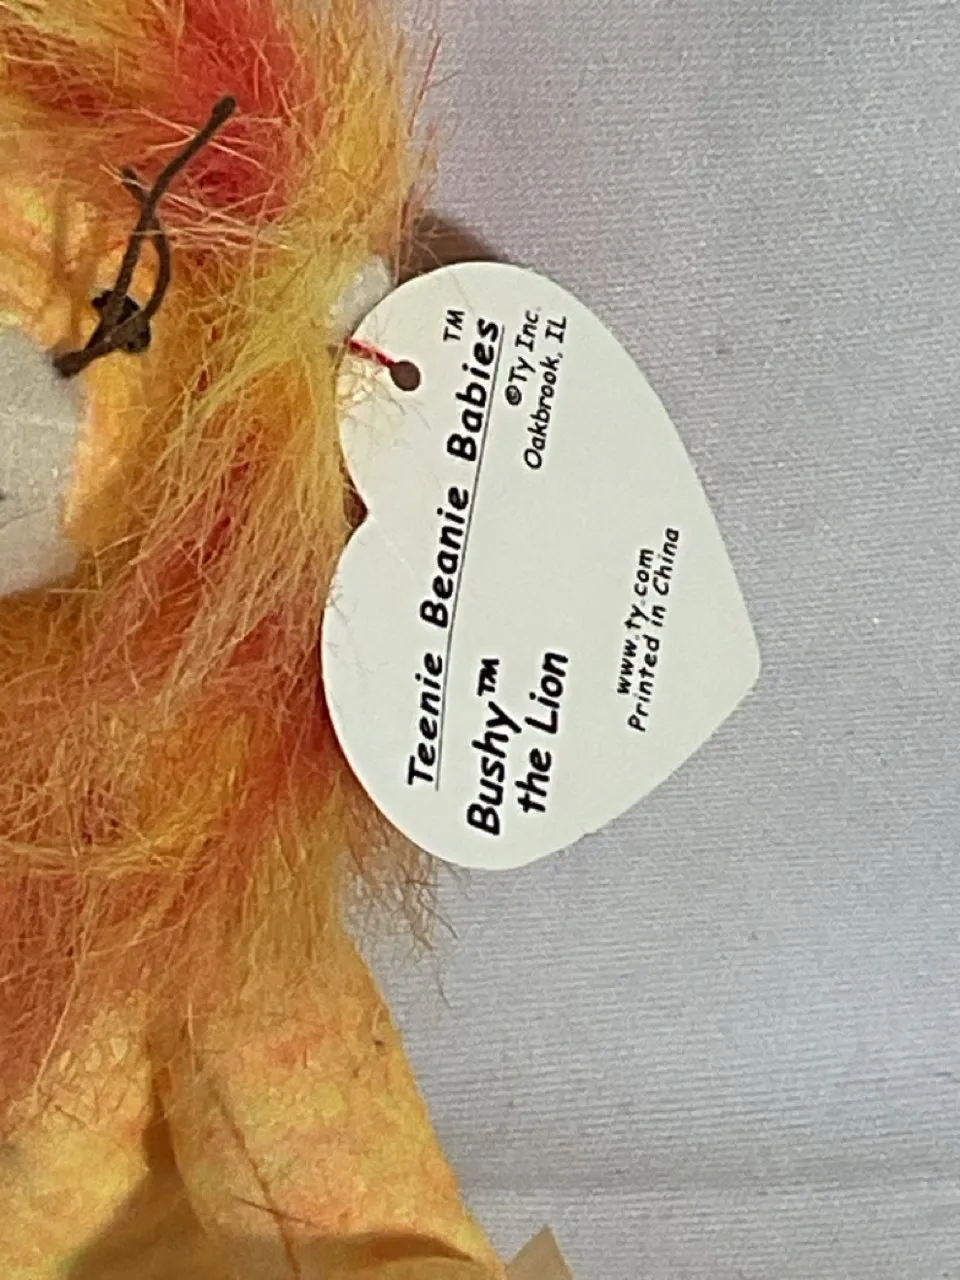 Teenie Beanie Babies™
©Ty Inc.
Oakbrook, IL
Bushy™
the Lion
www.ty.com
Printed in China